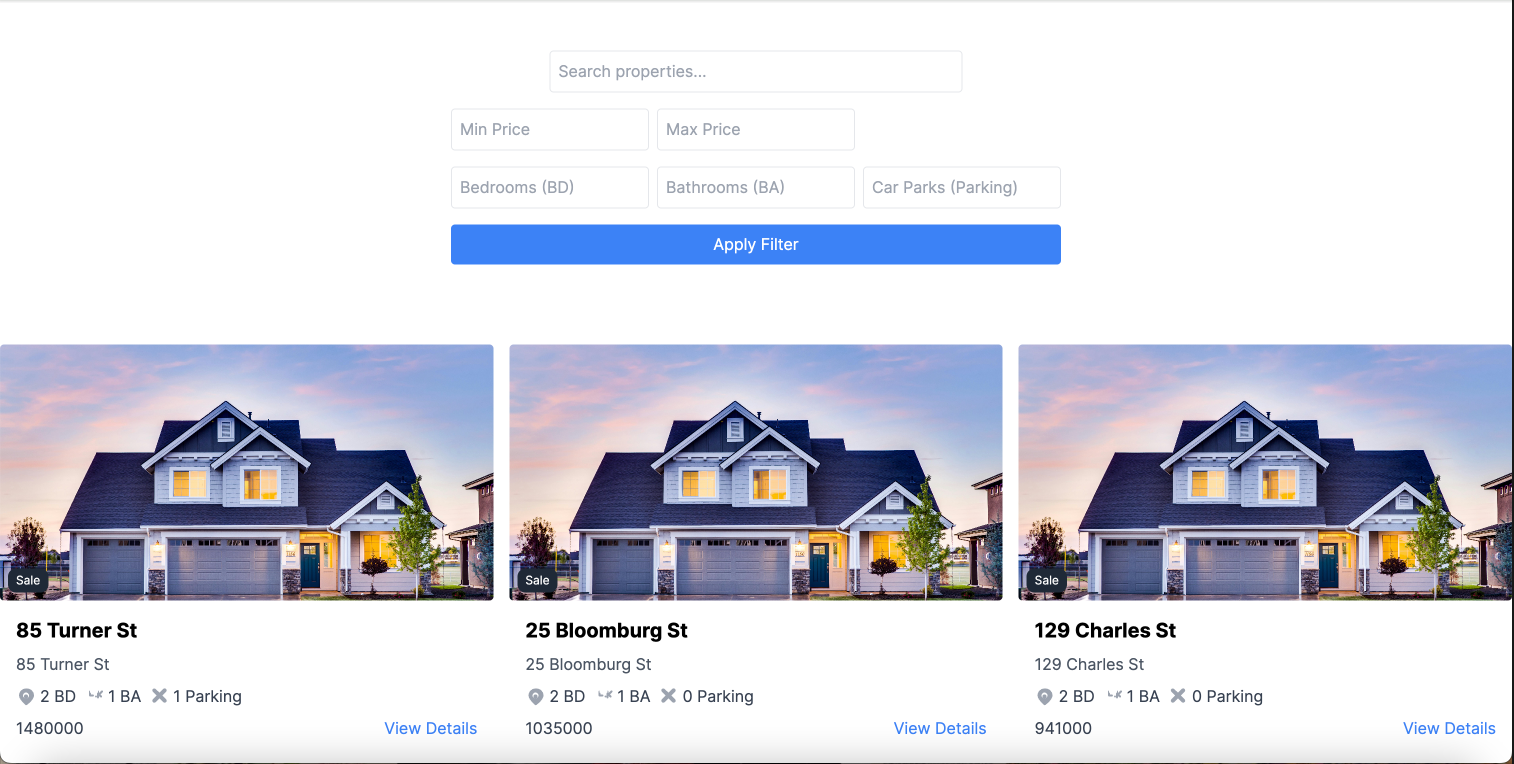 Search properties...
Min Price Max Price
Bedrooms (BD) Bathrooms (BA) Car Parks (Parking)
Apply Filter
Sale Sale Sale
85 Turner St 25 Bloomburg St 129 Charles St
85 Turner St 25 Bloomburg St 129 Charles St
2 BD 1 BA 1 Parking 2 BD 1 BA 0 Parking 2 BD 1 BA 0 Parking
1480000 View Details 1035000 View Details 941000 View Details